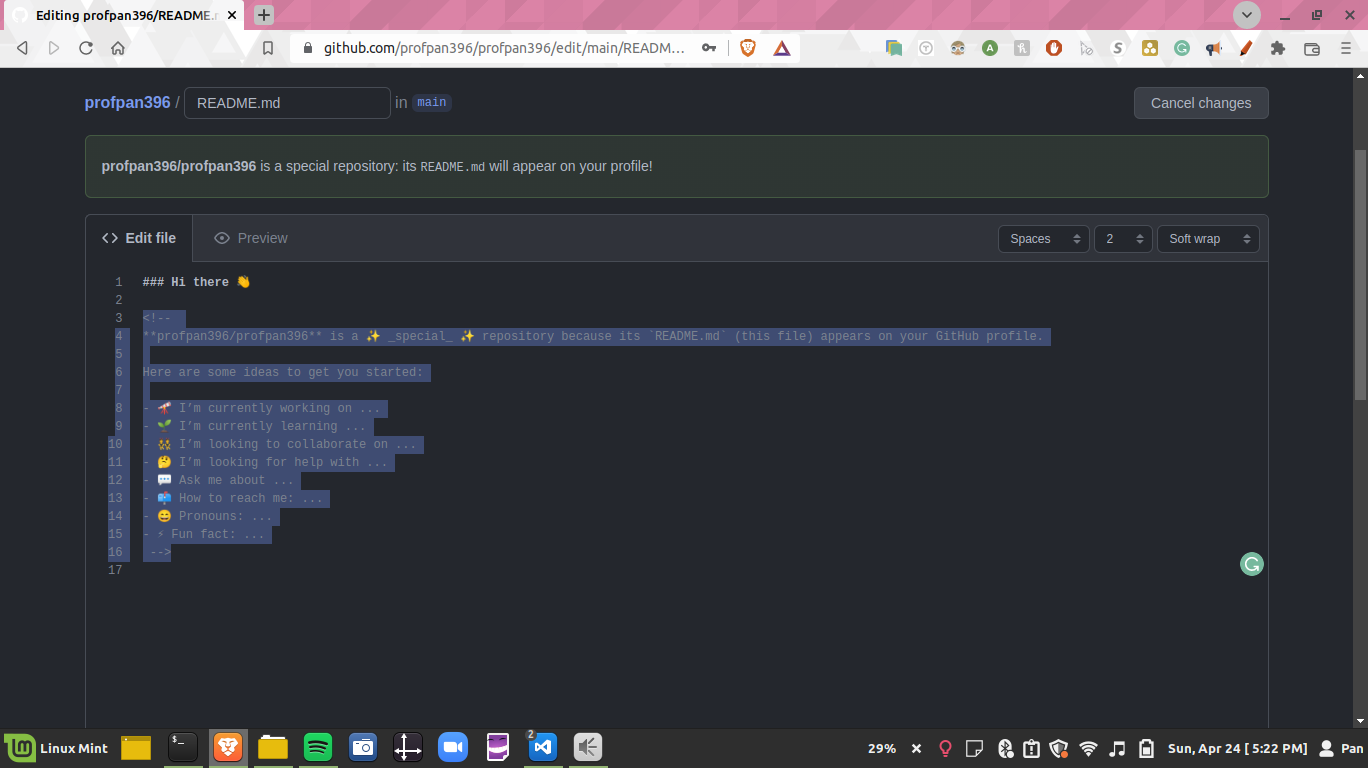 Editing profpan396/README.
github.com/profpan396/profpan396/edit/main/READM...
profpan396 / README.md in main
Cancel changes
profpan396/profpan396 is a special repository: its README.md will appear on your profile!
<> Edit file
Preview
Spaces
2
Soft wrap
1 ### Hi there 👋
2
3 <!--
4 **profpan396/profpan396** is a ✨ _special_ ✨ repository because its `README.md` (this file) appears on your GitHub profile.
5
6 Here are some ideas to get you started:
7
8 - 🔭 I’m currently working on ...
9 - 🌱 I’m currently learning ...
10 - 👯 I’m looking to collaborate on ...
11 - 🤔 I’m looking for help with ...
12 - 💬 Ask me about ...
13 - 📫 How to reach me: ...
14 - 😄 Pronouns: ...
15 - ⚡ Fun fact: ...
16 -->
17
Linux Mint
2
29%
Sun, Apr 24 [ 5:22 PM]
Pan